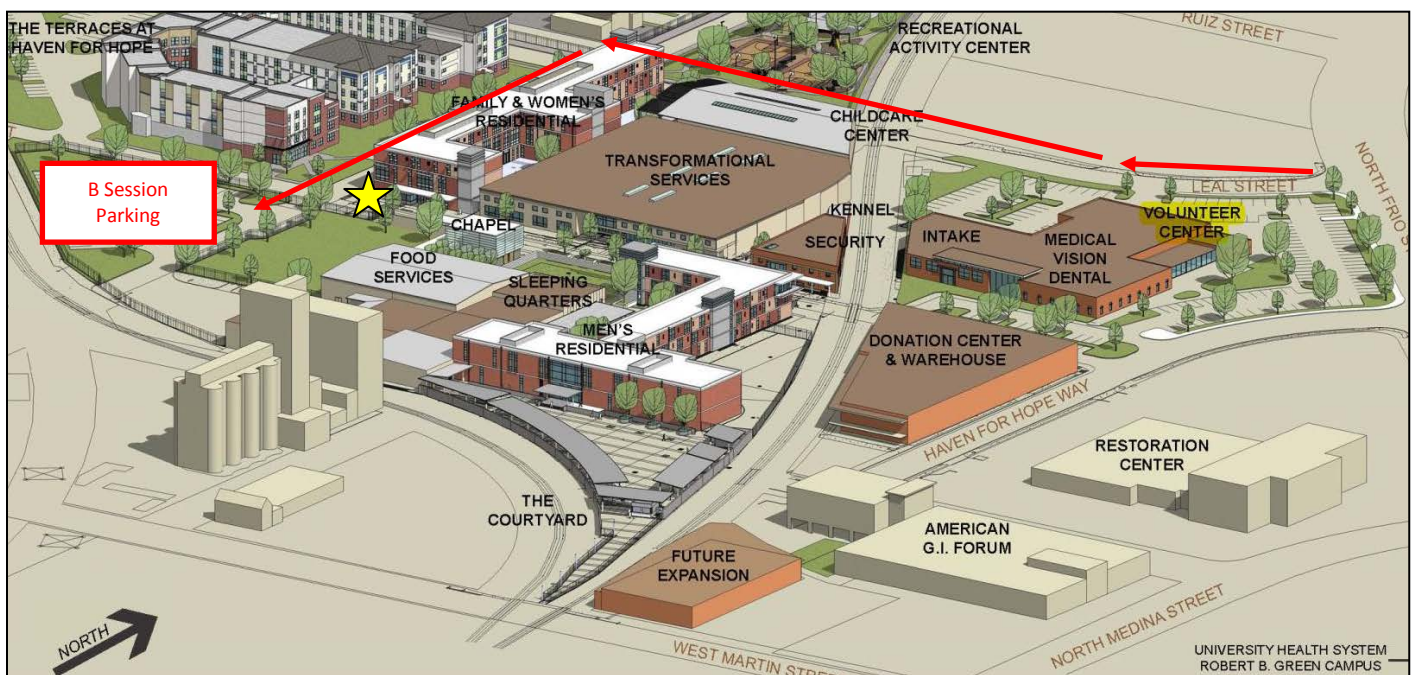 THE TERRACES AT
HAVEN FOR HOPE
RECREATIONAL
ACTIVITY CENTER
RUIZ STREET
FAMILY & WOMEN'S
RESIDENTIAL
CHILDCARE
CENTER
TRANSFORMATIONAL
SERVICES
NORTH FRIO S
LEAL STREET
B Session
Parking
VOLUNTEER
CENTER
KENNEL
SECURITY
INTAKE
MEDICAL
VISION
DENTAL
CHAPEL
FOOD
SERVICES
SLEEPING
QUARTERS
MEN'S
RESIDENTIAL
DONATION CENTER
& WAREHOUSE
HAVEN FOR HOPE WAY
RESTORATION
CENTER
THE
COURTYARD
AMERICAN
G.I. FORUM
FUTURE
EXPANSION
NORTH
NORTH MEDINA STREET
WEST MARTIN STRE
UNIVERSITY HEALTH SYSTEM
ROBERT B. GREEN CAMPUS